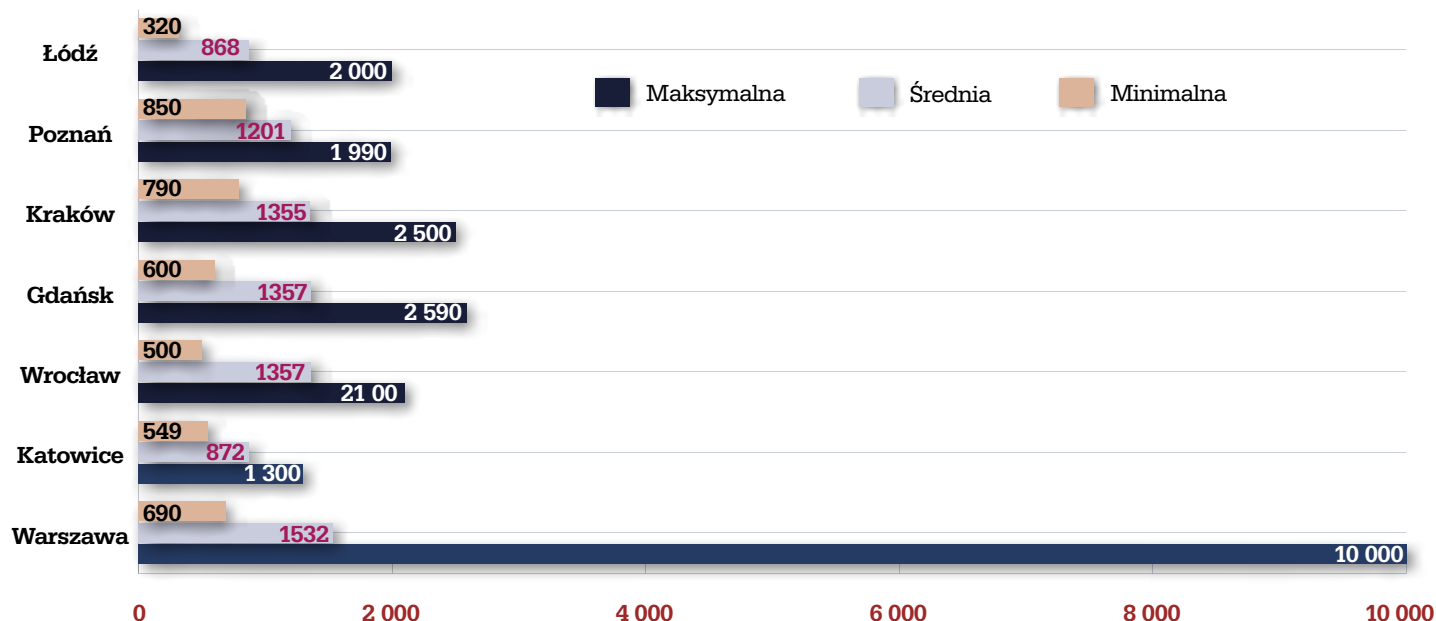 320
Łódź
868
2 000
Maksymalna
Średnia
Minimalna
850
Poznań
1201
1 990
790
Kraków
1355
2 500
600
Gdańsk
1357
2 590
500
Wrocław
1357
21 00
549
Katowice
872
1 300
690
Warszawa
1532
10 000
0 2 000 4 000 6 000 8 000 10 000